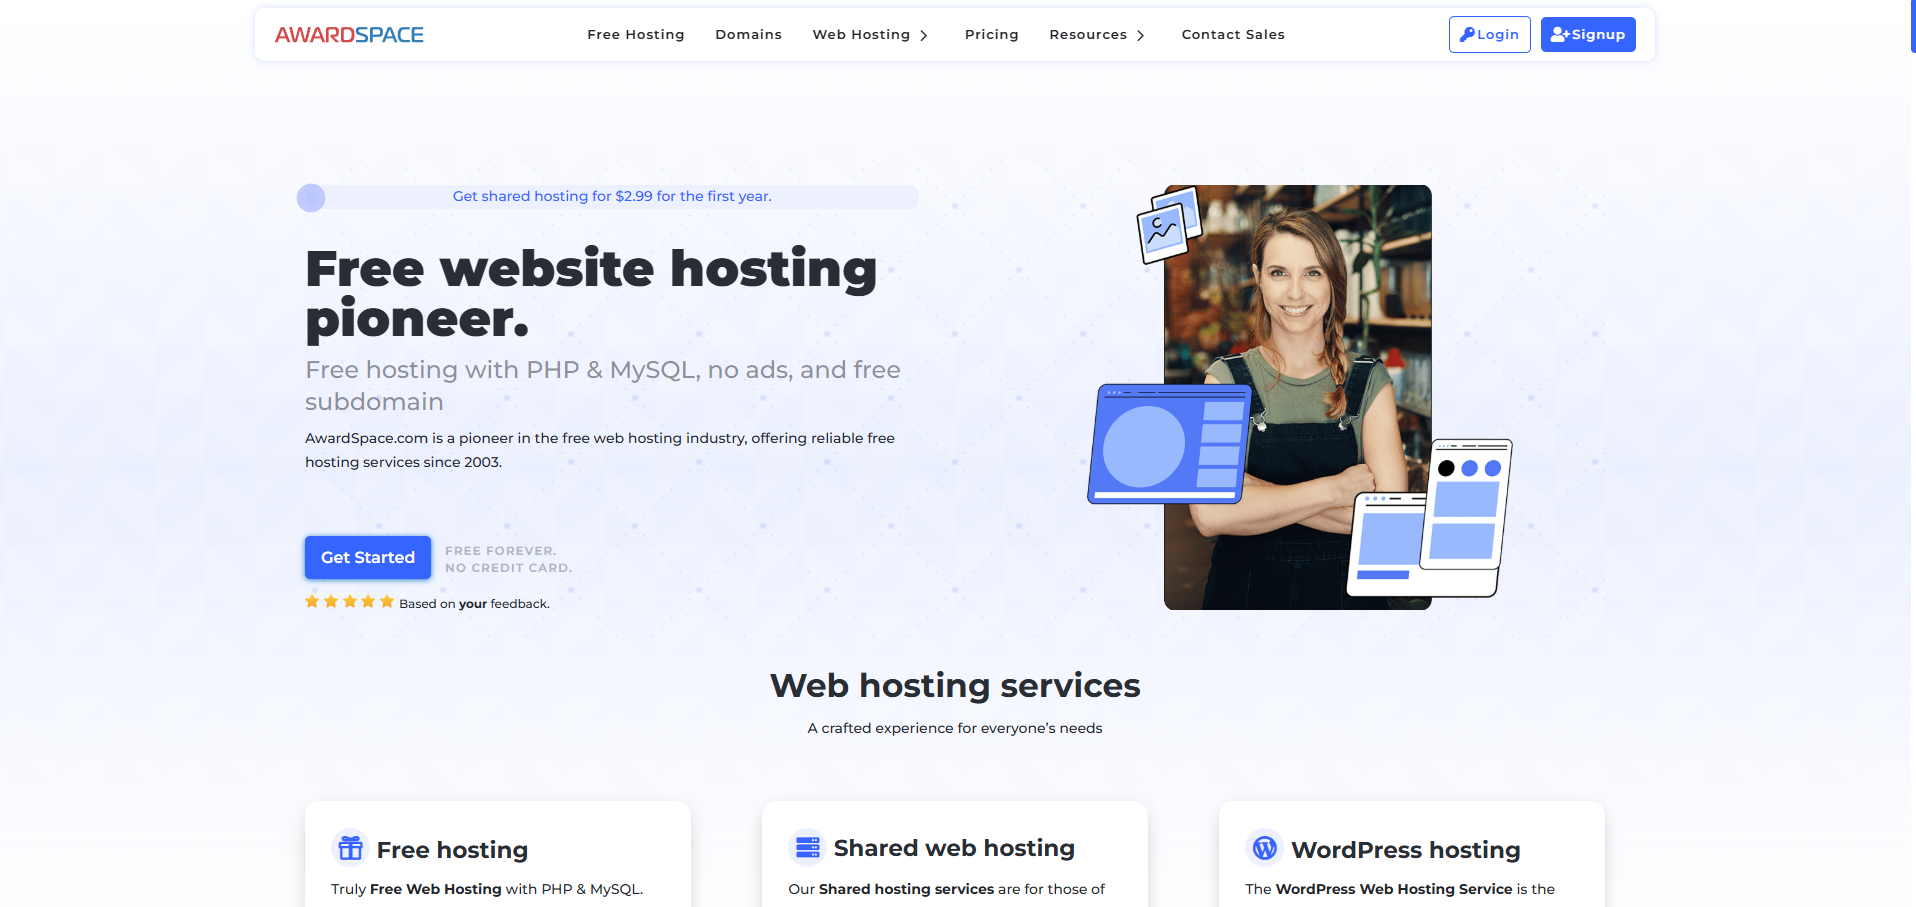 AWARDSPACE
Free Hosting
Domains
Web Hosting
Pricing
Resources
Contact Sales
Login
Signup
Get shared hosting for $2.99 for the first year.
Free website hosting
pioneer.
Free hosting with PHP & MySQL, no ads, and free
subdomain
AwardSpace.com is a pioneer in the free web hosting industry, offering reliable free
hosting services since 2003.
Get Started
FREE FOREVER.
NO CREDIT CARD.
Based on your feedback.
Web hosting services
A crafted experience for everyone’s needs
Free hosting
Truly Free Web Hosting with PHP & MySQL.
Shared web hosting
Our Shared hosting services are for those of
WordPress hosting
The WordPress Web Hosting Service is the